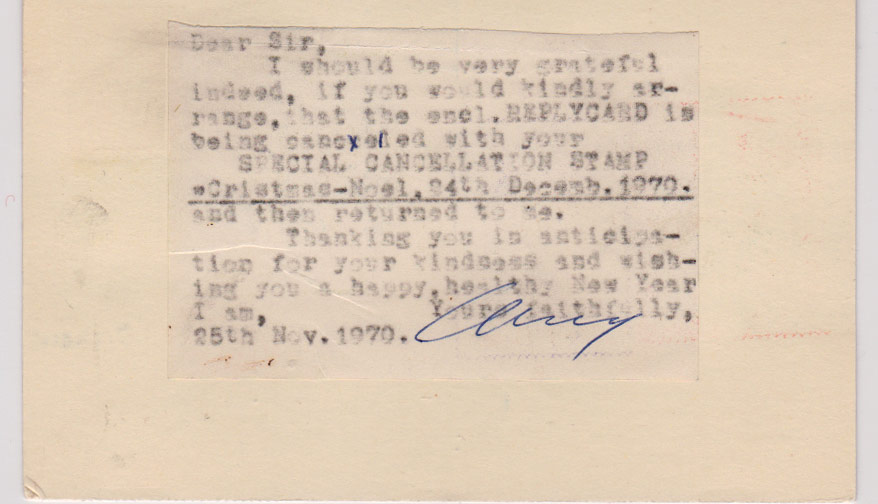 Dear Sir,
I should be very grateful
indeed, if you would kindly ar-
range,that the encl.REPLYCARD is
being cancelled with your
SPECIAL CANCELLATION STAMP
"Cristmas-Noel,24th Decemb.1970.
and then returned to me.
Thanking you in anticipa-
tion for your kindness and wish-
ing you a happy,healthy New Year
I am, Yours faithfully,
25th Nov.1970.